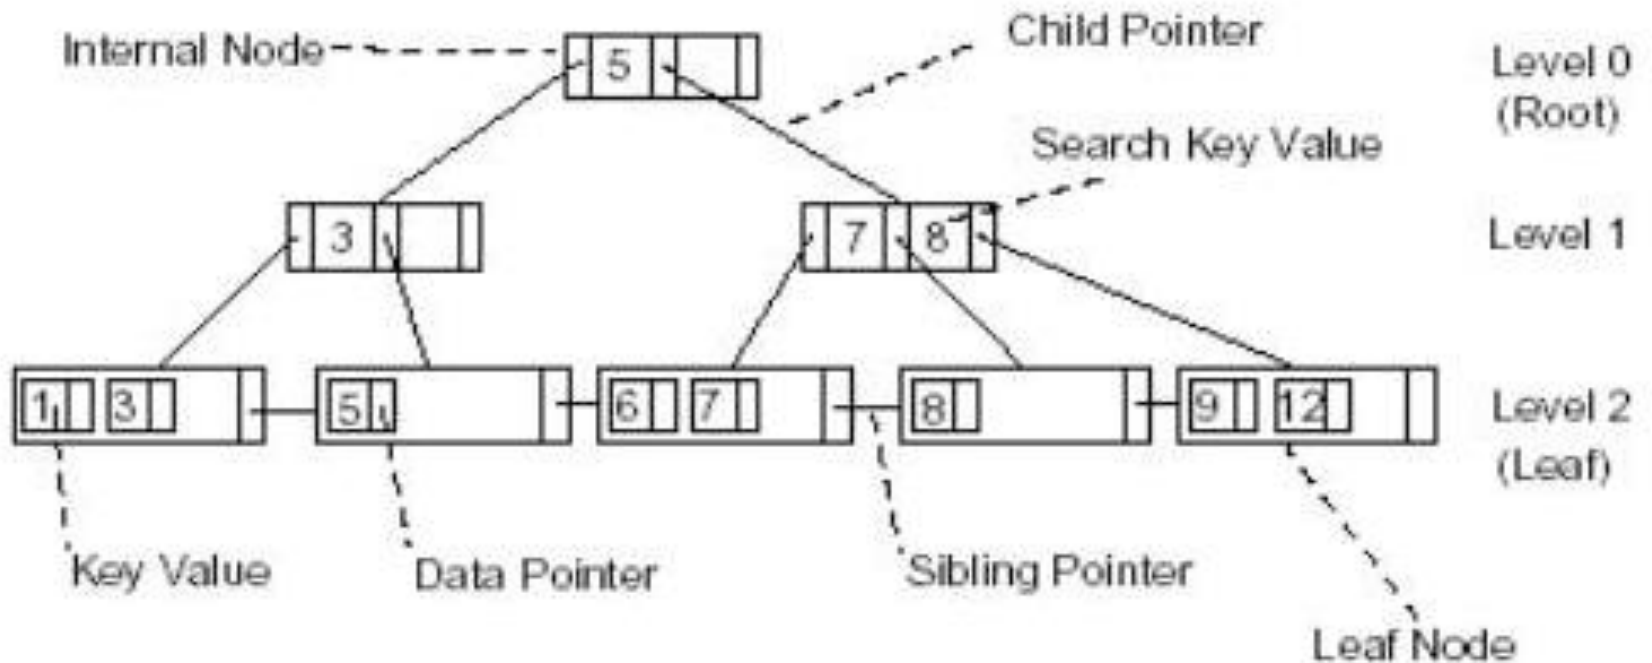 Internal Node
5
Child Pointer
Level 0
(Root)
Search Key Value
3
7 8
Level 1
1 3
5
6 7
8
9 12
Level 2
(Leaf)
Key Value
Data Pointer
Sibling Pointer
Leaf Node